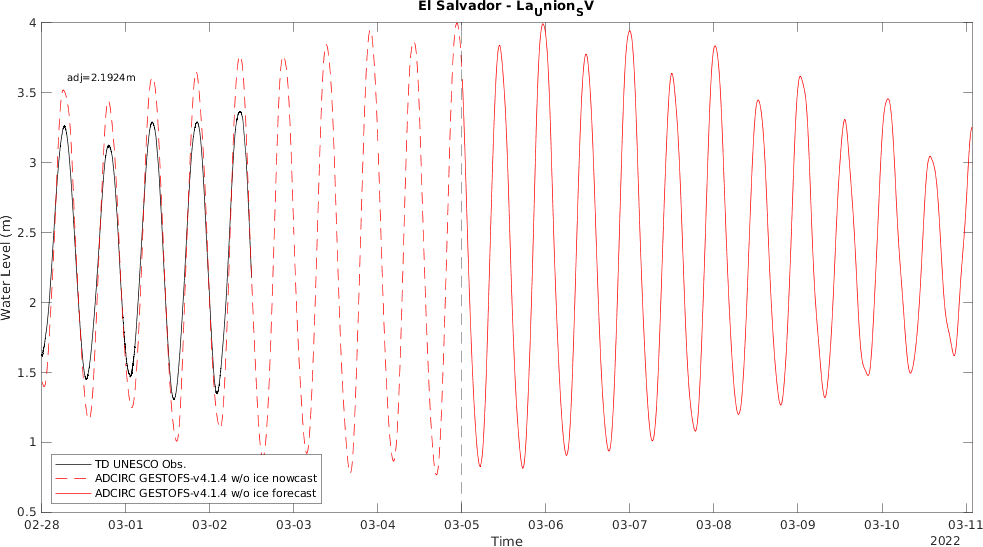 El Salvador - LaUnionSV
adj=2.1924m
4
3.5
3
2.5
2
1.5
1
0.5
Water Level (m)
TD UNESCO Obs.
ADCIRC GESTOFS-v4.1.4 w/o ice nowcast
ADCIRC GESTOFS-v4.1.4 w/o ice forecast
02-28 03-01 03-02 03-03 03-04 03-05 03-06 03-07 03-08 03-09 03-10 03-11
Time
2022